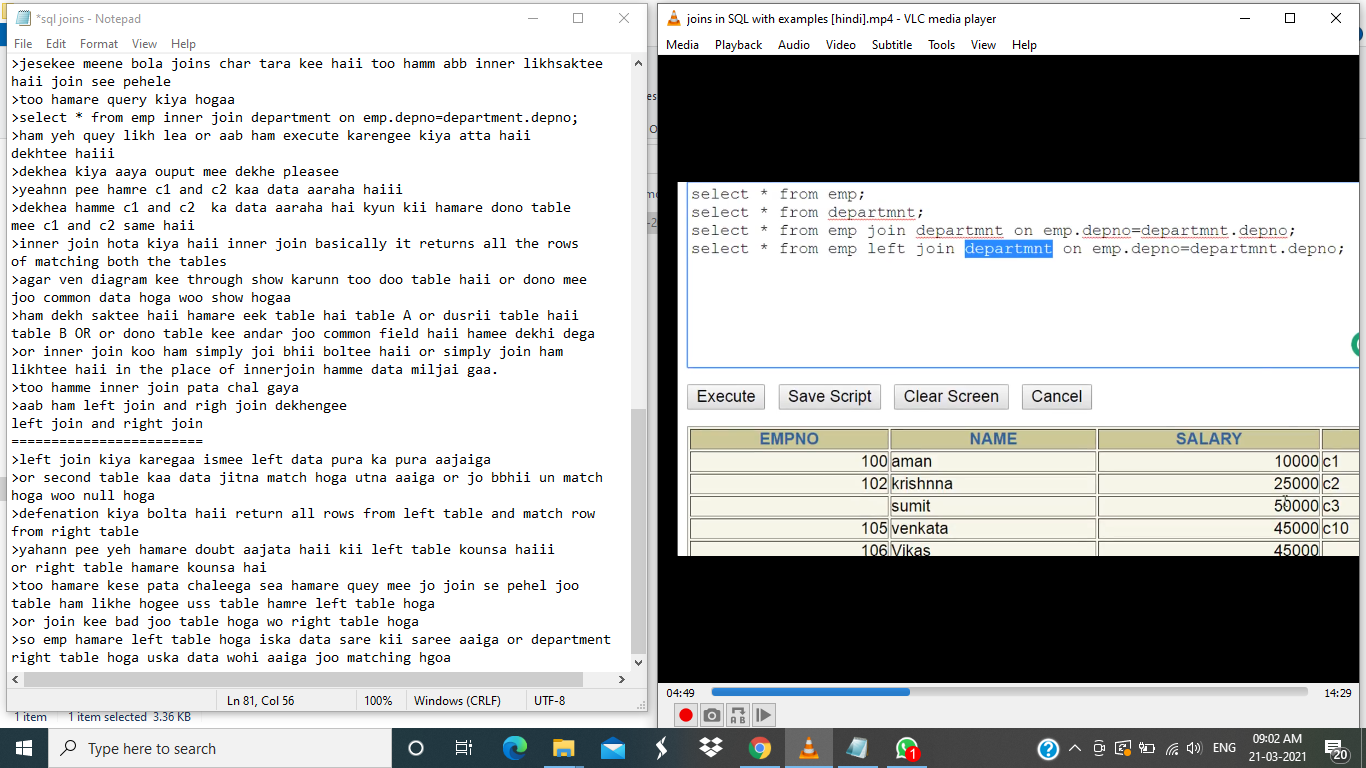 *sql joins - Notepad
File Edit Format View Help
>jesekee meene bola joins char tara kee haii too hamm abb inner likhsaktee
haii join see pehele
>too hamare query kiya hogaa
>select * from emp inner join department on emp.depno=department.depno;
>ham yeh quey likh lea or aab ham execute karengee kiya atta haii
dekhtee haiii
>dekhea kiya aaya ouput mee dekhe pleasee
>yeahnn pee hamre c1 and c2 kaa data aaraha haiii
>dekhea hamme c1 and c2  ka data aaraha hai kyun kii hamare dono table
mee c1 and c2 same haii
>inner join hota kiya haii inner join basically it returns all the rows
of matching both the tables
>agar ven diagram kee through show karunn too doo table haii or dono mee
joo common data hoga woo show hogaa
>ham dekh saktee haii hamare eek table hai table A or dusrii table haii
table B OR or dono table kee andar joo common field haii hamee dekhi dega
>or inner join koo ham simply joi bhii boltee haii or simply join ham
likhtee haii in the place of innerjoin hamme data miljai gaa.
>too hamme inner join pata chal gaya
>aab ham left join and righ join dekhengee
left join and right join
========================
>left join kiya karegaa ismee left data pura ka pura aajaiga
>or second table kaa data jitna match hoga utna aaiga or jo bbhii un match
hoga woo null hoga
>defenation kiya bolta haii return all rows from left table and match row
from right table
>yahann pee yeh hamare doubt aajata haii kii left table kounsa haiii
or right table hamare kounsa hai
>too hamare kese pata chaleega sea hamare quey mee jo join se pehel joo
table ham likhe hogee uss table hamre left table hoga
>or join kee bad joo table hoga wo right table hoga
>so emp hamare left table hoga iska data sare kii saree aaiga or department
right table hoga uska data wohi aaiga joo matching hgoa
Ln 81, Col 56 100% Windows (CRLF) UTF-8
1 item 1 item selected 3.36 KB
joins in SQL with examples [hindi].mp4 - VLC media player
Media Playback Audio Video Subtitle Tools View Help
select * from emp;
select * from departmnt;
select * from emp join departmnt on emp.depno=departmnt.depno;
select * from emp left join departmnt on emp.depno=departmnt.depno;
Execute Save Script Clear Screen Cancel
EMPNO NAME SALARY
100 aman 10000 c1
102 krishnna 25000 c2
sumit 50000 c3
105 venkata 45000 c10
106 Vikas 45000
04:49 14:29
Type here to search
1
ENG
09:02 AM
21-03-2021
20